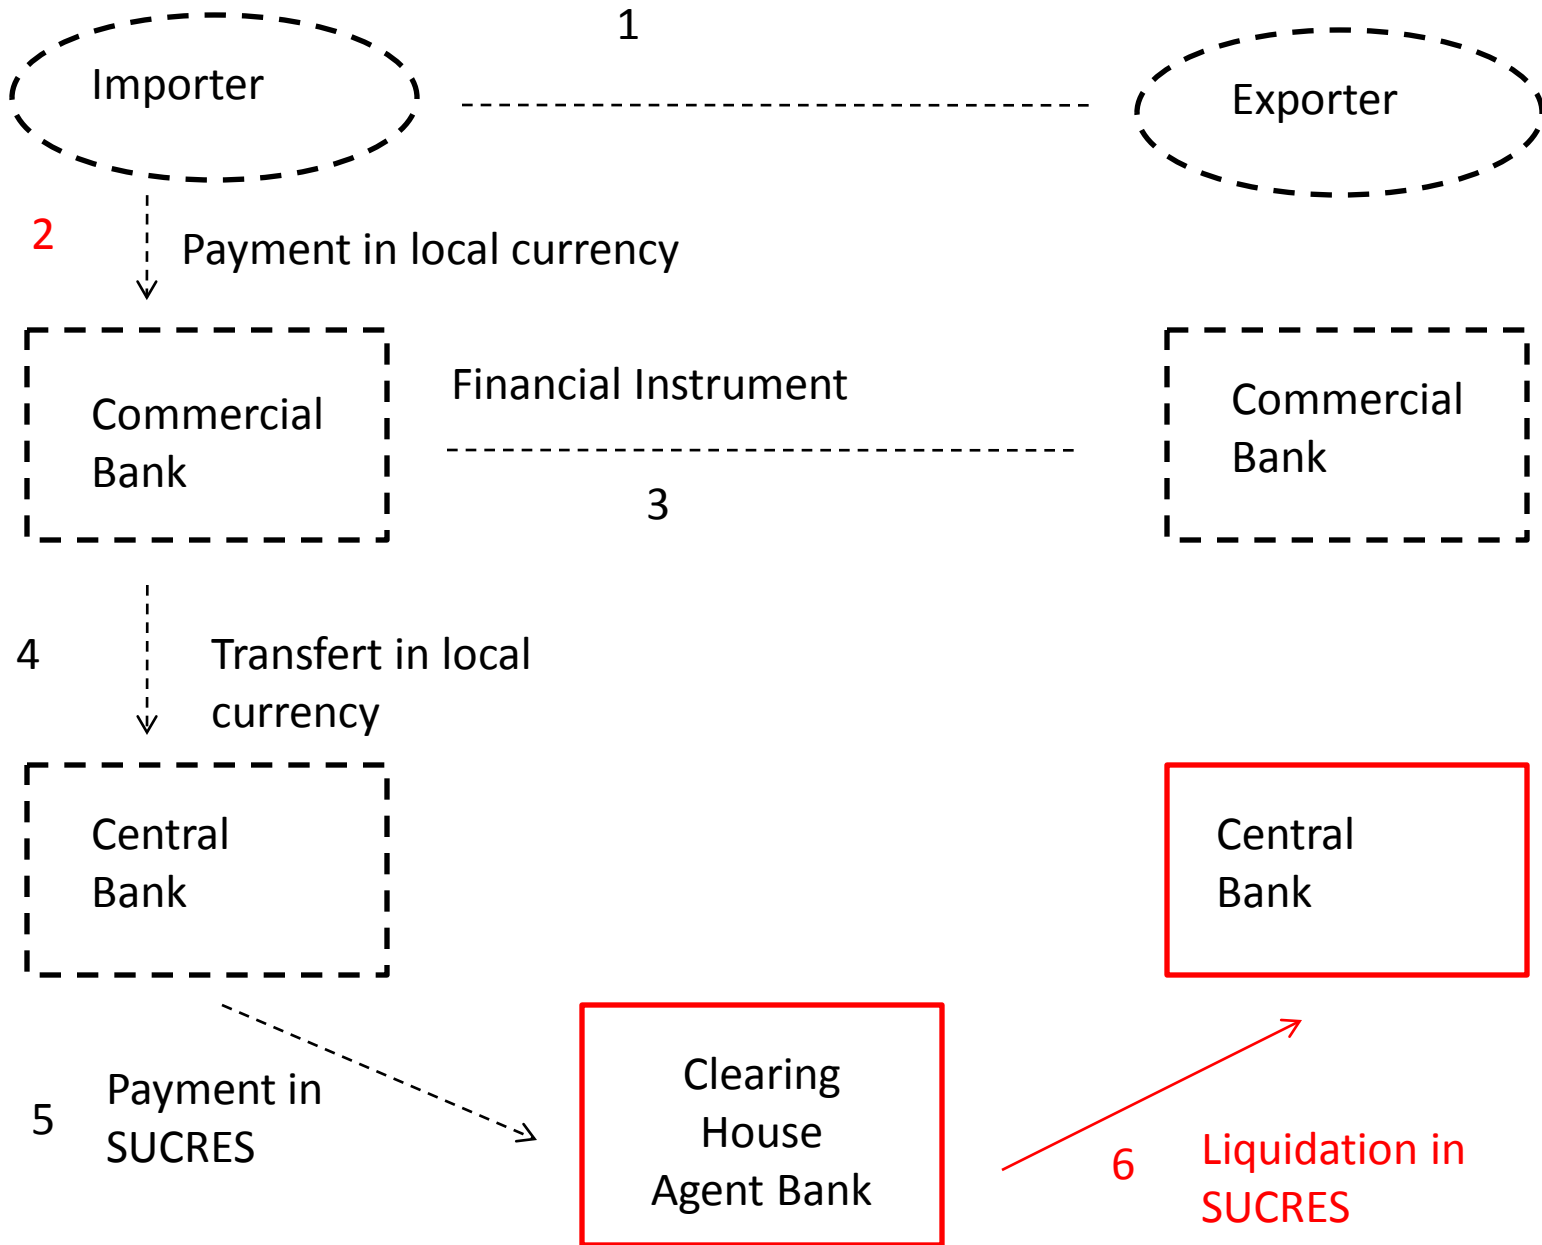 1
Importer
Exporter
2
Payment in local currency
Financial Instrument
Commercial
Bank
Commercial
Bank
3
4
Transfert in local
currency
Central
Bank
Central
Bank
5
Payment in
SUCRES
Clearing
House
Agent Bank
6
Liquidation in
SUCRES